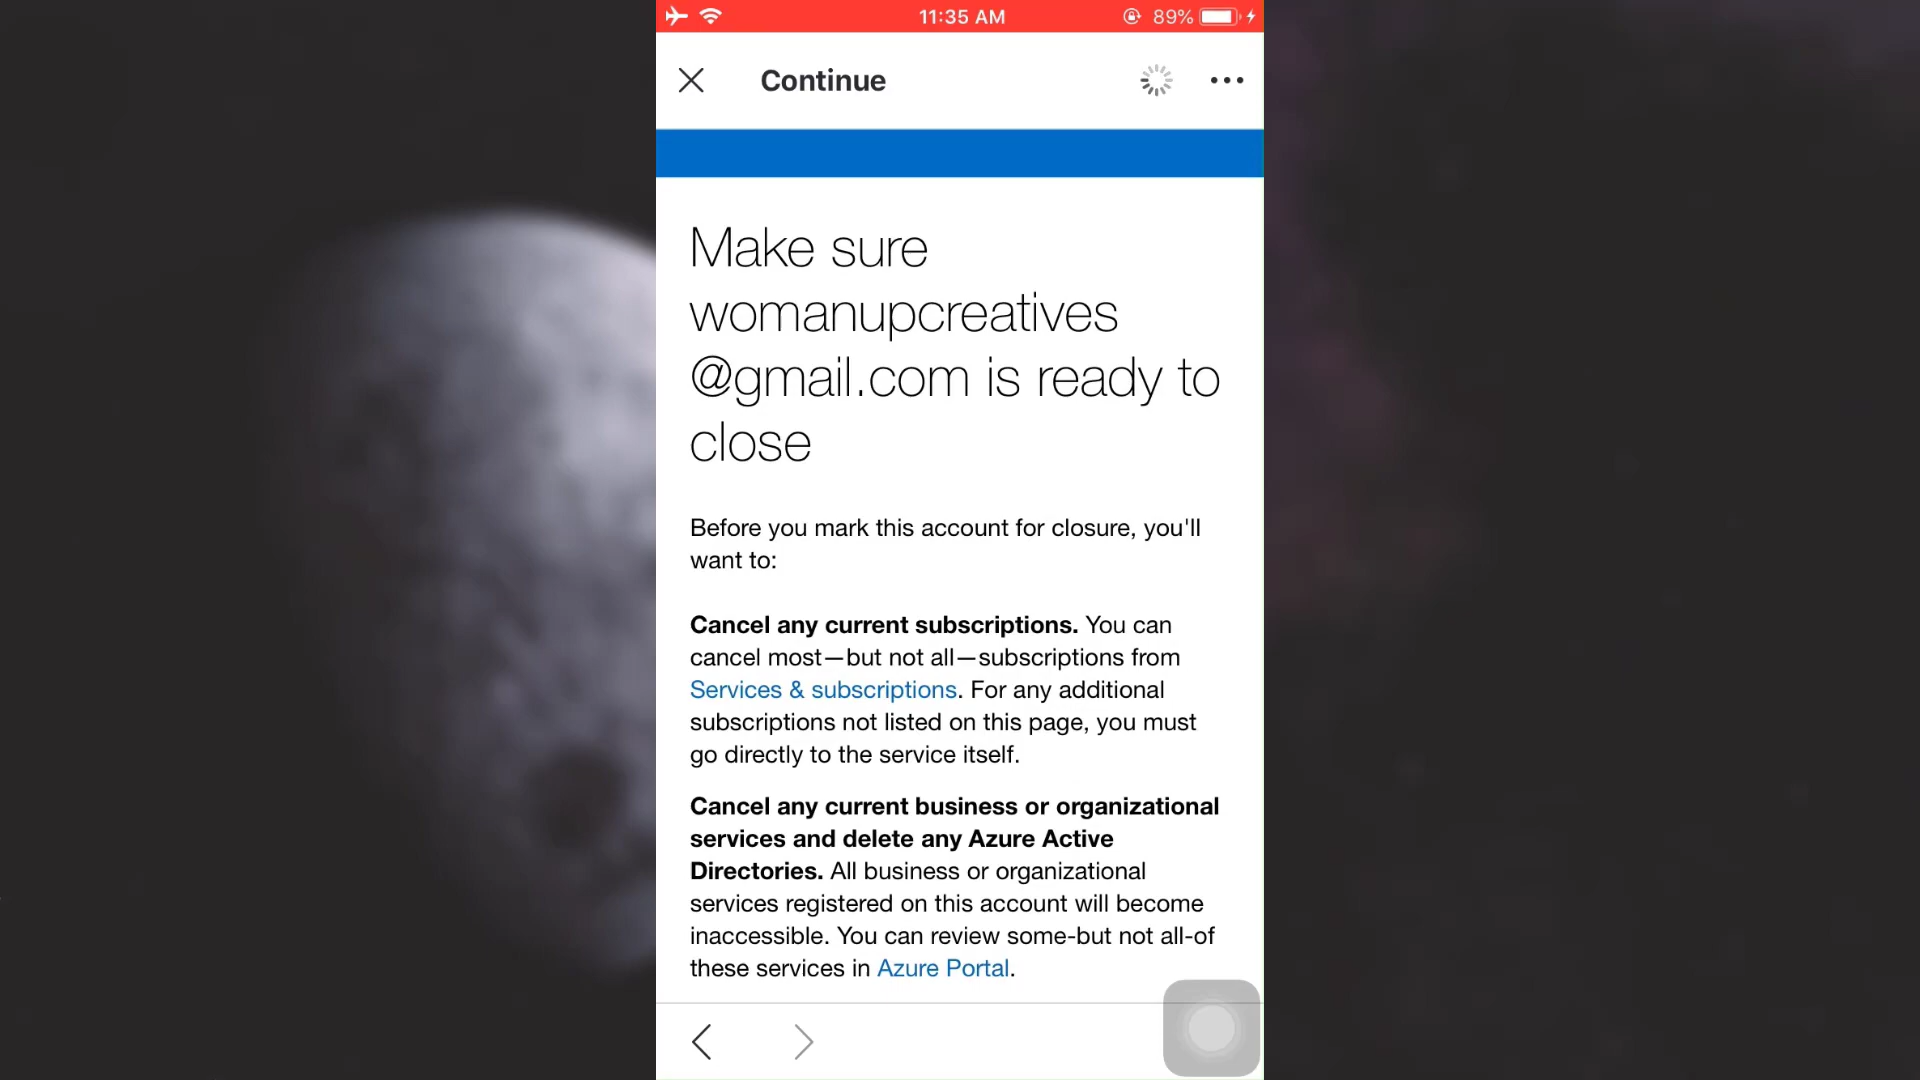 11:35 AM
89%
Continue
Make sure
womanupcreatives
@gmail.com is ready to
close
Before you mark this account for closure, you'll
want to:
Cancel any current subscriptions. You can
cancel most—but not all—subscriptions from
Services & subscriptions. For any additional
subscriptions not listed on this page, you must
go directly to the service itself.
Cancel any current business or organizational
services and delete any Azure Active
Directories. All business or organizational
services registered on this account will become
inaccessible. You can review some-but not all-of
these services in Azure Portal.